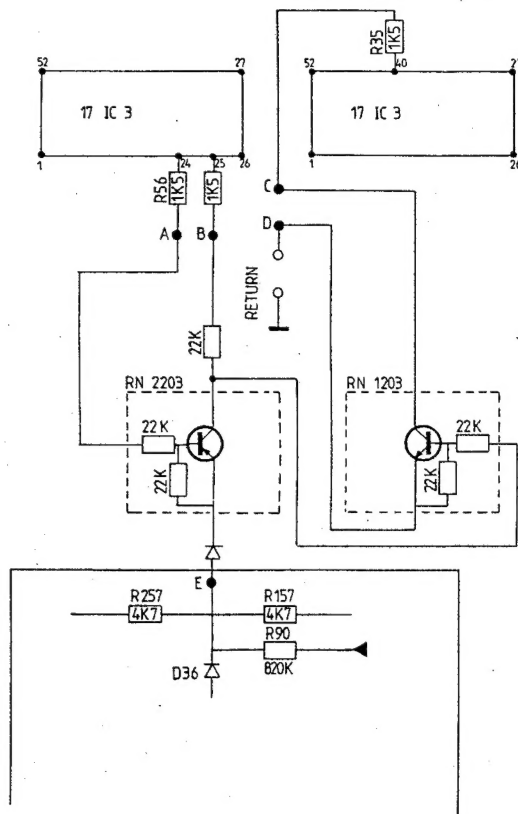 R35
1K5
52
27
17 IC 3
1
24
25
26
52
40
27
17 IC 3
1
26
R56
1K5
1K5
A
B
C
D
RETURN
22K
RN 2203
22K
22K
RN 1203
22K
22K
E
R257
4K7
R157
4K7
R90
820K
D36